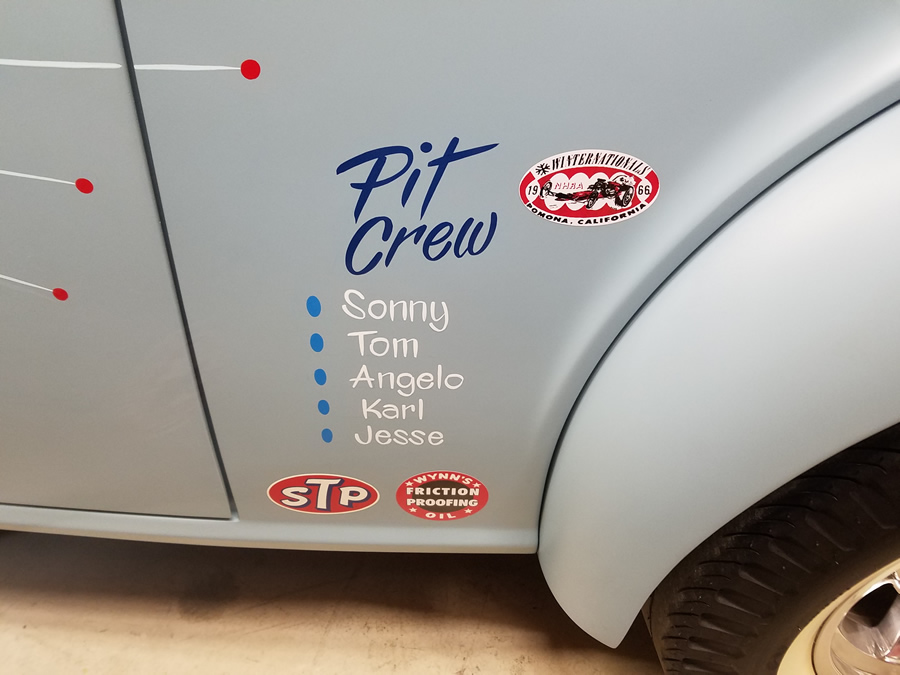 Pit
Crew
WINTERNATIONALS
NHRA
19 66
POMONA, CALIFORNIA
Sonny
Tom
Angelo
Karl
Jesse
STP
WYNN'S
FRICTION
PROOFING
OIL